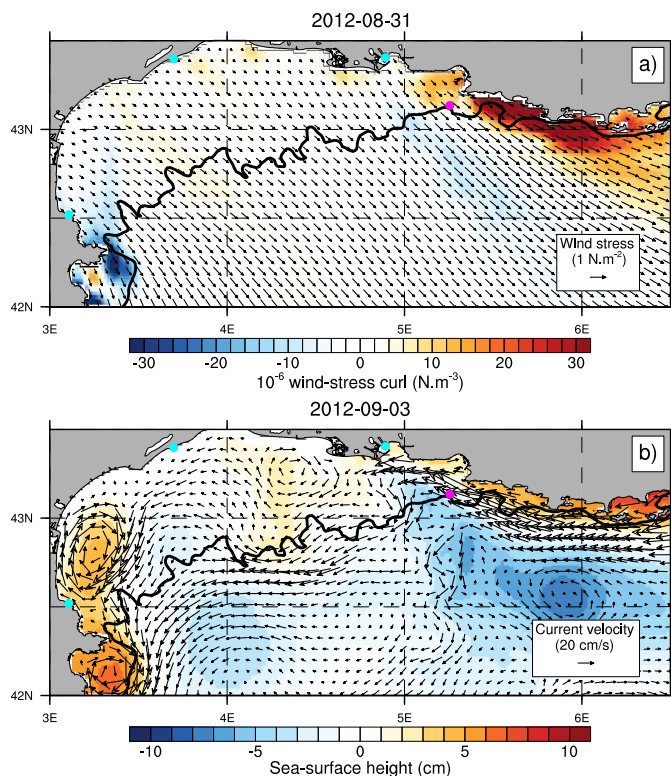 2012-08-31
a)
43N
42N
Wind stress
(1 N.m⁻²)
3E 4E 5E 6E
-30 -20 -10 0 10 20 30
10⁻⁶ wind-stress curl (N.m⁻³)
2012-09-03
b)
43N
42N
Current velocity
(20 cm/s)
3E 4E 5E 6E
-10 -5 0 5 10
Sea-surface height (cm)